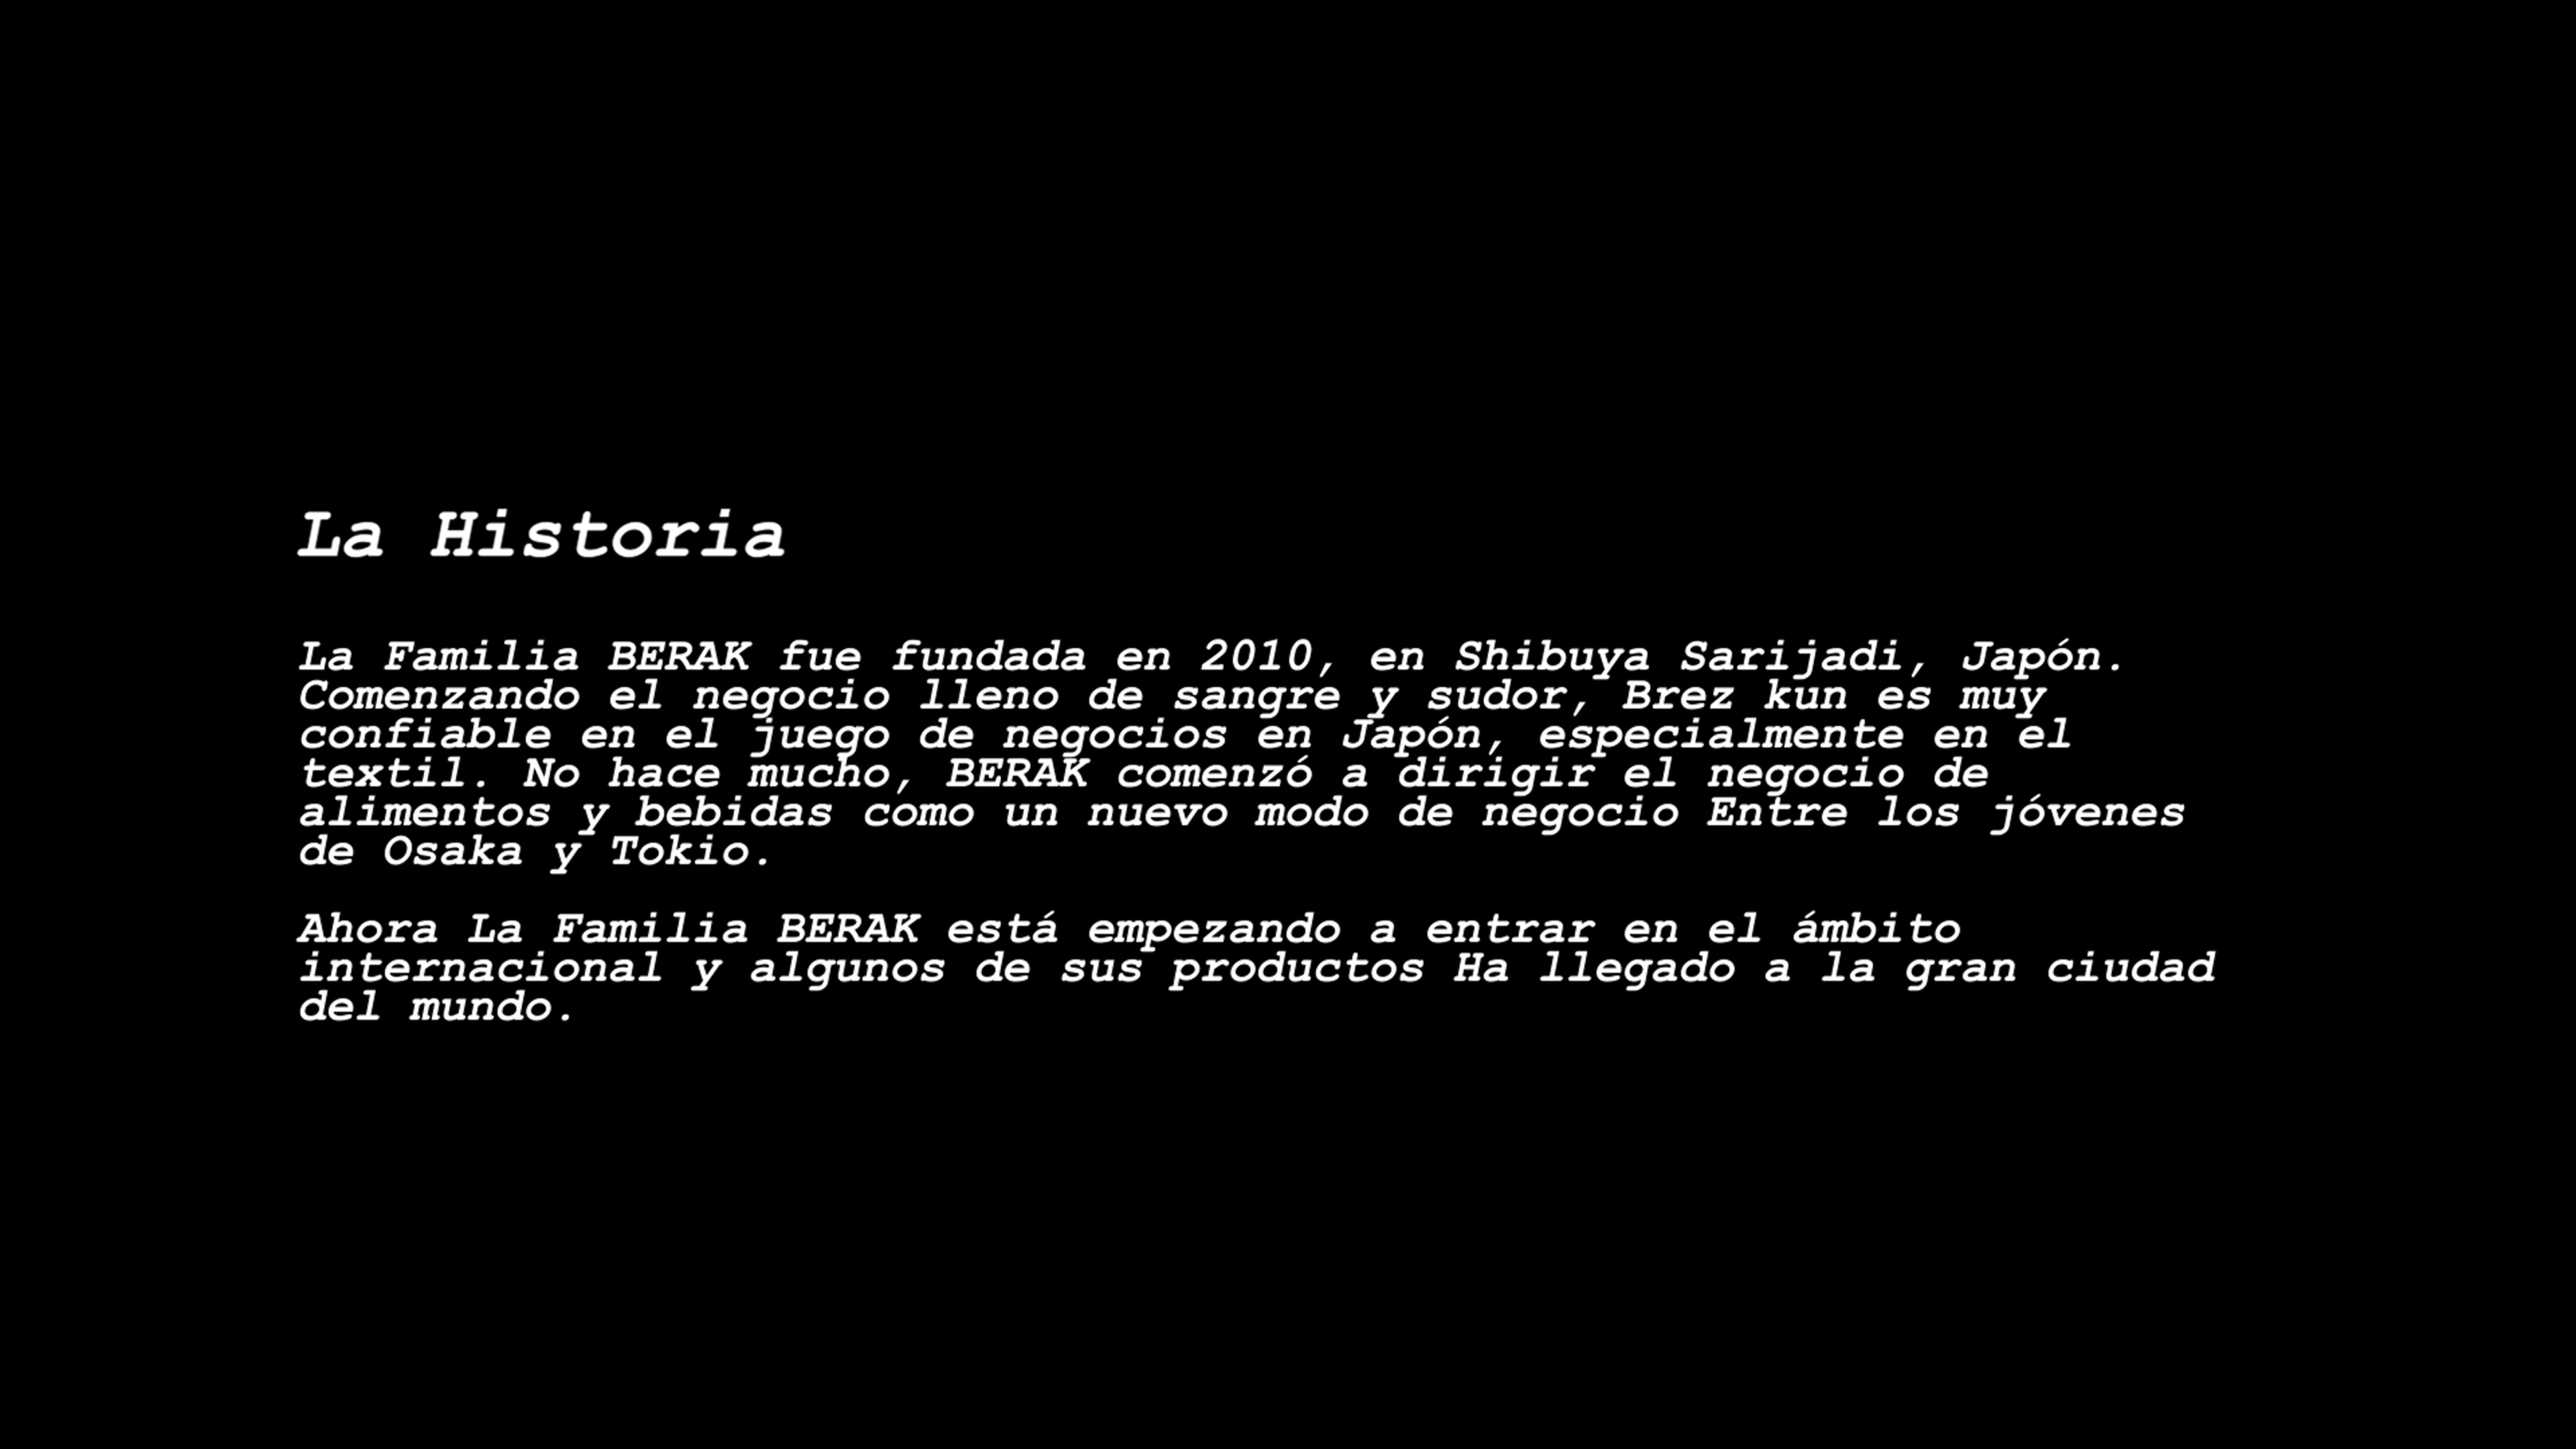 La Historia
La Familia BERAK fue fundada en 2010, en Shibuya Sarijadi, Japón.
Comenzando el negocio lleno de sangre y sudor, Brez kun es muy
confiable en el juego de negocios en Japón, especialmente en el
textil. No hace mucho, BERAK comenzó a dirigir el negocio de
alimentos y bebidas como un nuevo modo de negocio Entre los jóvenes
de Osaka y Tokio.
Ahora La Familia BERAK está empezando a entrar en el ámbito
internacional y algunos de sus productos Ha llegado a la gran ciudad
del mundo.